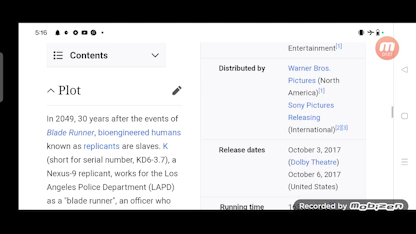 5:16
Contents
Plot
In 2049, 30 years after the events of
Blade Runner, bioengineered humans
known as replicants are slaves. K
(short for serial number, KD6-3.7), a
Nexus-9 replicant, works for the Los
Angeles Police Department (LAPD)
as a "blade runner", an officer who
Entertainment[1]
Distributed by
Warner Bros.
Pictures (North
America)[1]
Sony Pictures
Releasing
(International)[2][3]
Release dates
October 3, 2017
(Dolby Theatre)
October 6, 2017
(United States)
Running time
Recorded by Mobizen